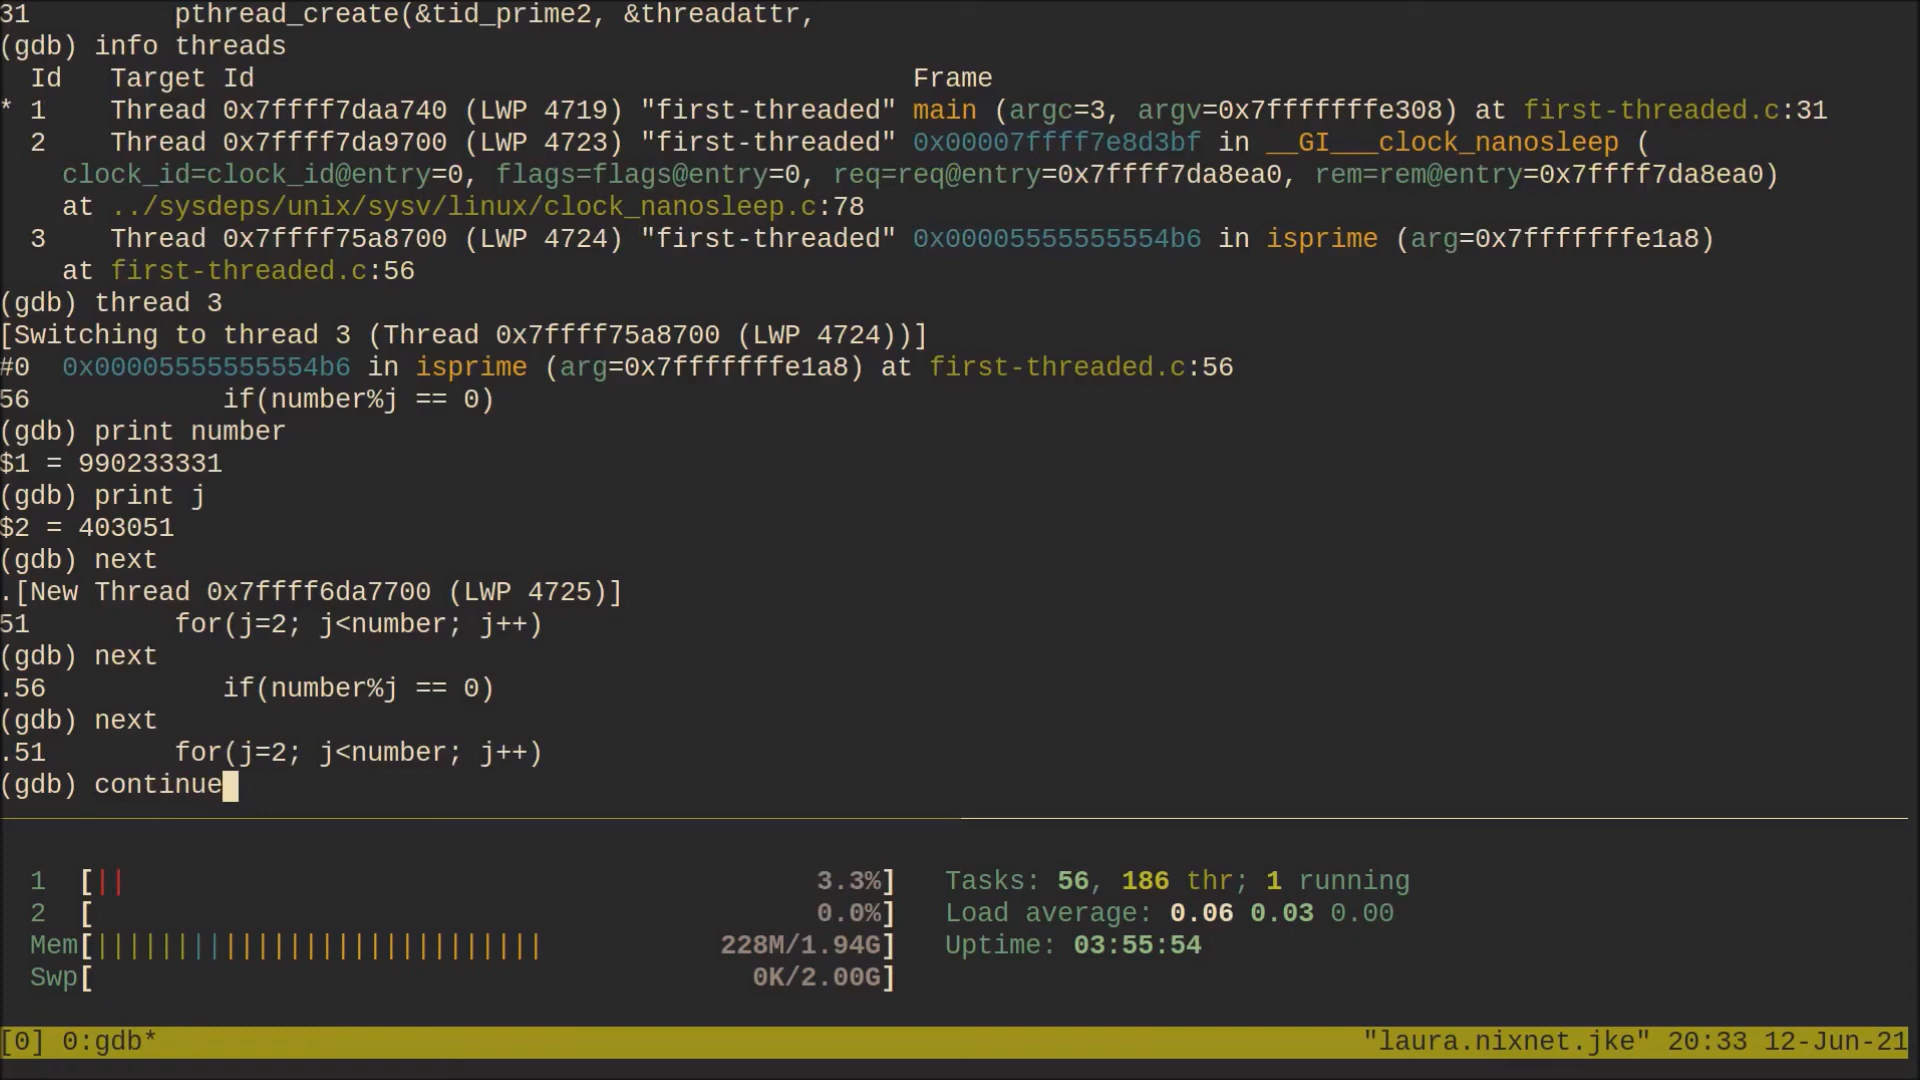 31         pthread_create(&tid_prime2, &threadattr,
(gdb) info threads
  Id   Target Id                                         Frame
* 1    Thread 0x7ffff7daa740 (LWP 4719) "first-threaded" main (argc=3, argv=0x7fffffffe308) at first-threaded.c:31
  2    Thread 0x7ffff7da9700 (LWP 4723) "first-threaded" 0x00007ffff7e8d3bf in __GI___clock_nanosleep (
    clock_id=clock_id@entry=0, flags=flags@entry=0, req=req@entry=0x7ffff7da8ea0, rem=rem@entry=0x7ffff7da8ea0)
    at ../sysdeps/unix/sysv/linux/clock_nanosleep.c:78
  3    Thread 0x7ffff75a8700 (LWP 4724) "first-threaded" 0x00005555555554b6 in isprime (arg=0x7fffffffe1a8)
    at first-threaded.c:56
(gdb) thread 3
[Switching to thread 3 (Thread 0x7ffff75a8700 (LWP 4724))]
#0  0x00005555555554b6 in isprime (arg=0x7fffffffe1a8) at first-threaded.c:56
56            if(number%j == 0)
(gdb) print number
$1 = 990233331
(gdb) print j
$2 = 403051
(gdb) next
.[New Thread 0x7ffff6da7700 (LWP 4725)]
51         for(j=2; j<number; j++)
(gdb) next
.56           if(number%j == 0)
(gdb) next
.51        for(j=2; j<number; j++)
(gdb) continue
1  [|| 3.3%] Tasks: 56, 186 thr; 1 running
2  [ 0.0%] Load average: 0.06 0.03 0.00
Mem[|||||||||||||||||||||||||||| 228M/1.94G] Uptime: 03:55:54
Swp[ 0K/2.00G]
[0] 0:gdb* "laura.nixnet.jke" 20:33 12-Jun-21